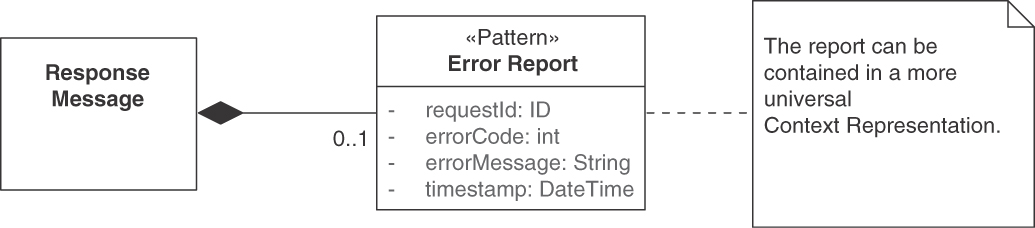 Response
Message
0..1
«Pattern»
Error Report
- requestId: ID
- errorCode: int
- errorMessage: String
- timestamp: DateTime
The report can be
contained in a more
universal
Context Representation.